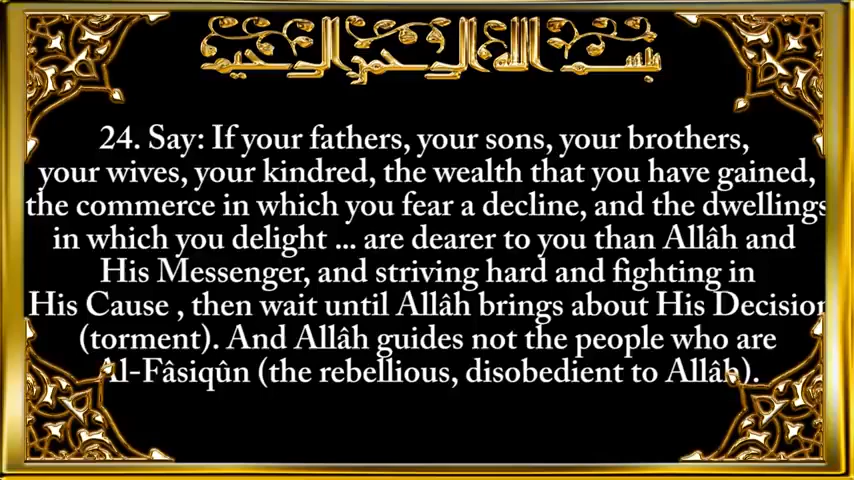 بسم الله الرحمن الرحيم
24. Say: If your fathers, your sons, your brothers,
your wives, your kindred, the wealth that you have gained,
the commerce in which you fear a decline, and the dwellings
in which you delight ... are dearer to you than Allâh and
His Messenger, and striving hard and fighting in
His Cause , then wait until Allâh brings about His Decision
(torment). And Allâh guides not the people who are
Al-Fâsiqûn (the rebellious, disobedient to Allâh).